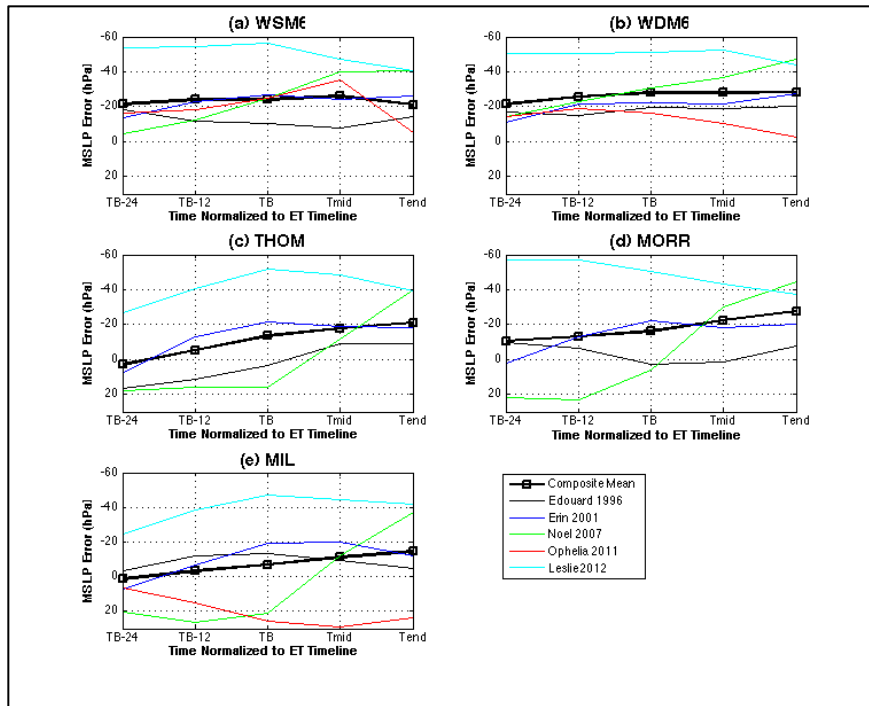 (a) WSM6
MSLP Error (hPa)
-60
-40
-20
0
20
TB-24 TB-12 TB Tmid Tend
Time Normalized to ET Timeline
(b) WDM6
MSLP Error (hPa)
-60
-40
-20
0
20
TB-24 TB-12 TB Tmid Tend
Time Normalized to ET Timeline
(c) THOM
MSLP Error (hPa)
-60
-40
-20
0
20
TB-24 TB-12 TB Tmid Tend
Time Normalized to ET Timeline
(d) MORR
MSLP Error (hPa)
-60
-40
-20
0
20
TB-24 TB-12 TB Tmid Tend
Time Normalized to ET Timeline
(e) MIL
MSLP Error (hPa)
-60
-40
-20
0
20
TB-24 TB-12 TB Tmid Tend
Time Normalized to ET Timeline
Composite Mean
Edouard 1996
Erin 2001
Noel 2007
Ophelia 2011
Leslie2012